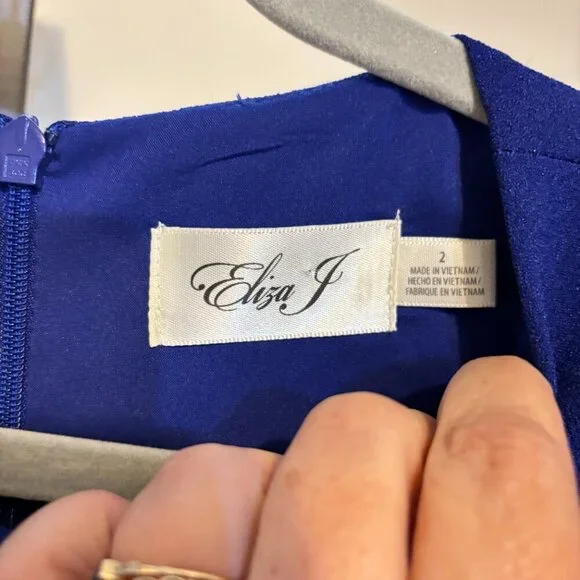 Eliza J
2
MADE IN VIETNAM/
HECHO EN VIETNAM/
FABRIQUE EN VIETNAM